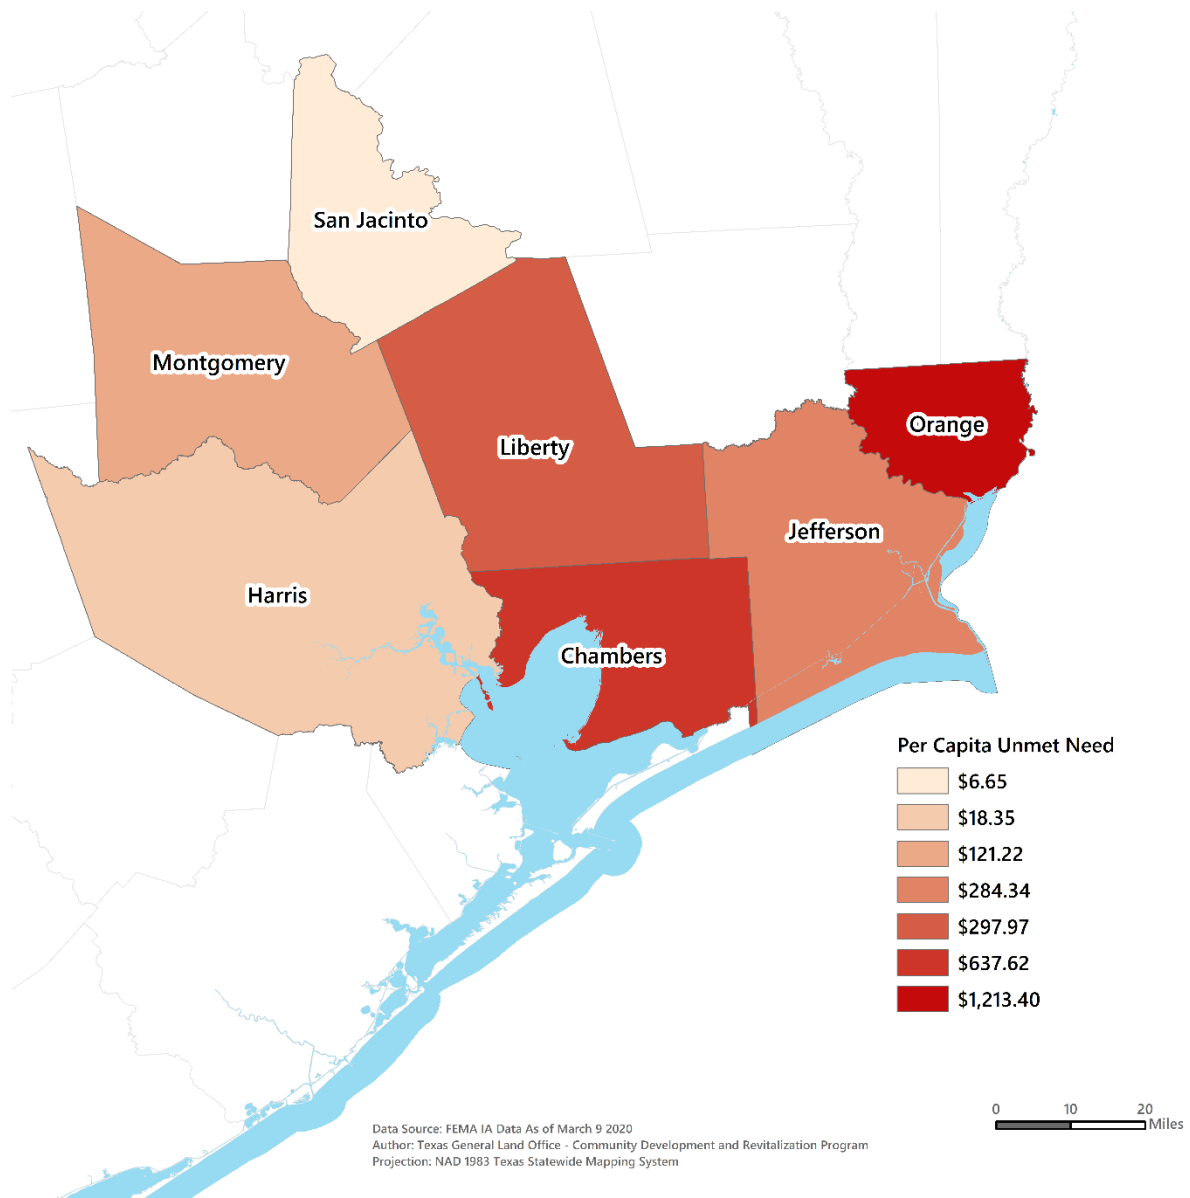 San Jacinto
Montgomery
Orange
Liberty
Jefferson
Harris
Chambers
Per Capita Unmet Need
$6.65
$18.35
$121.22
$284.34
$297.97
$637.62
$1,213.40
0 10 20
Miles
Data Source: FEMA IA Data As of March 9 2020
Author: Texas General Land Office - Community Development and Revitalization Program
Projection: NAD 1983 Texas Statewide Mapping System